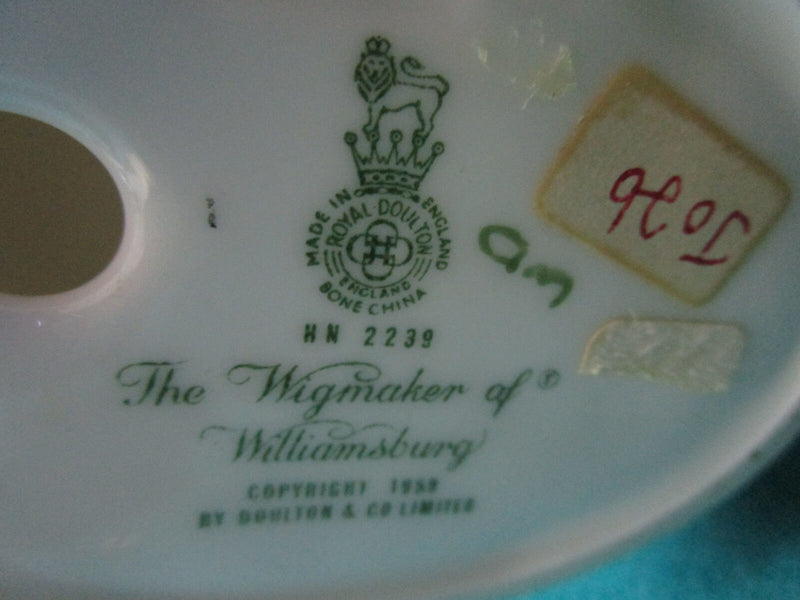 MADE IN ENGLAND
ROYAL·DOULTON
ENGLAND
BONE CHINA
HN 2239
The Wigmaker of ®
Williamsburg
BY DOULTON & CO LIMITED
COPYRIGHT